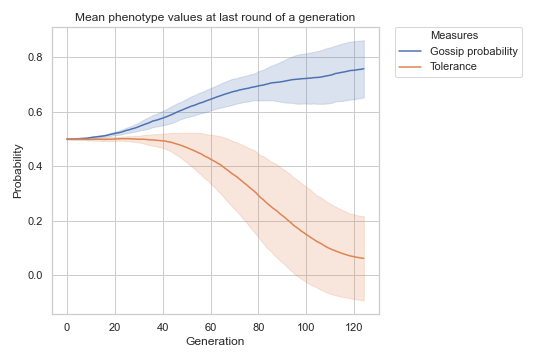 Mean phenotype values at last round of a generation
Measures
Gossip probability
Tolerance
0.8
0.6
0.4
0.2
0.0
Probability
0 20 40 60 80 100 120
Generation